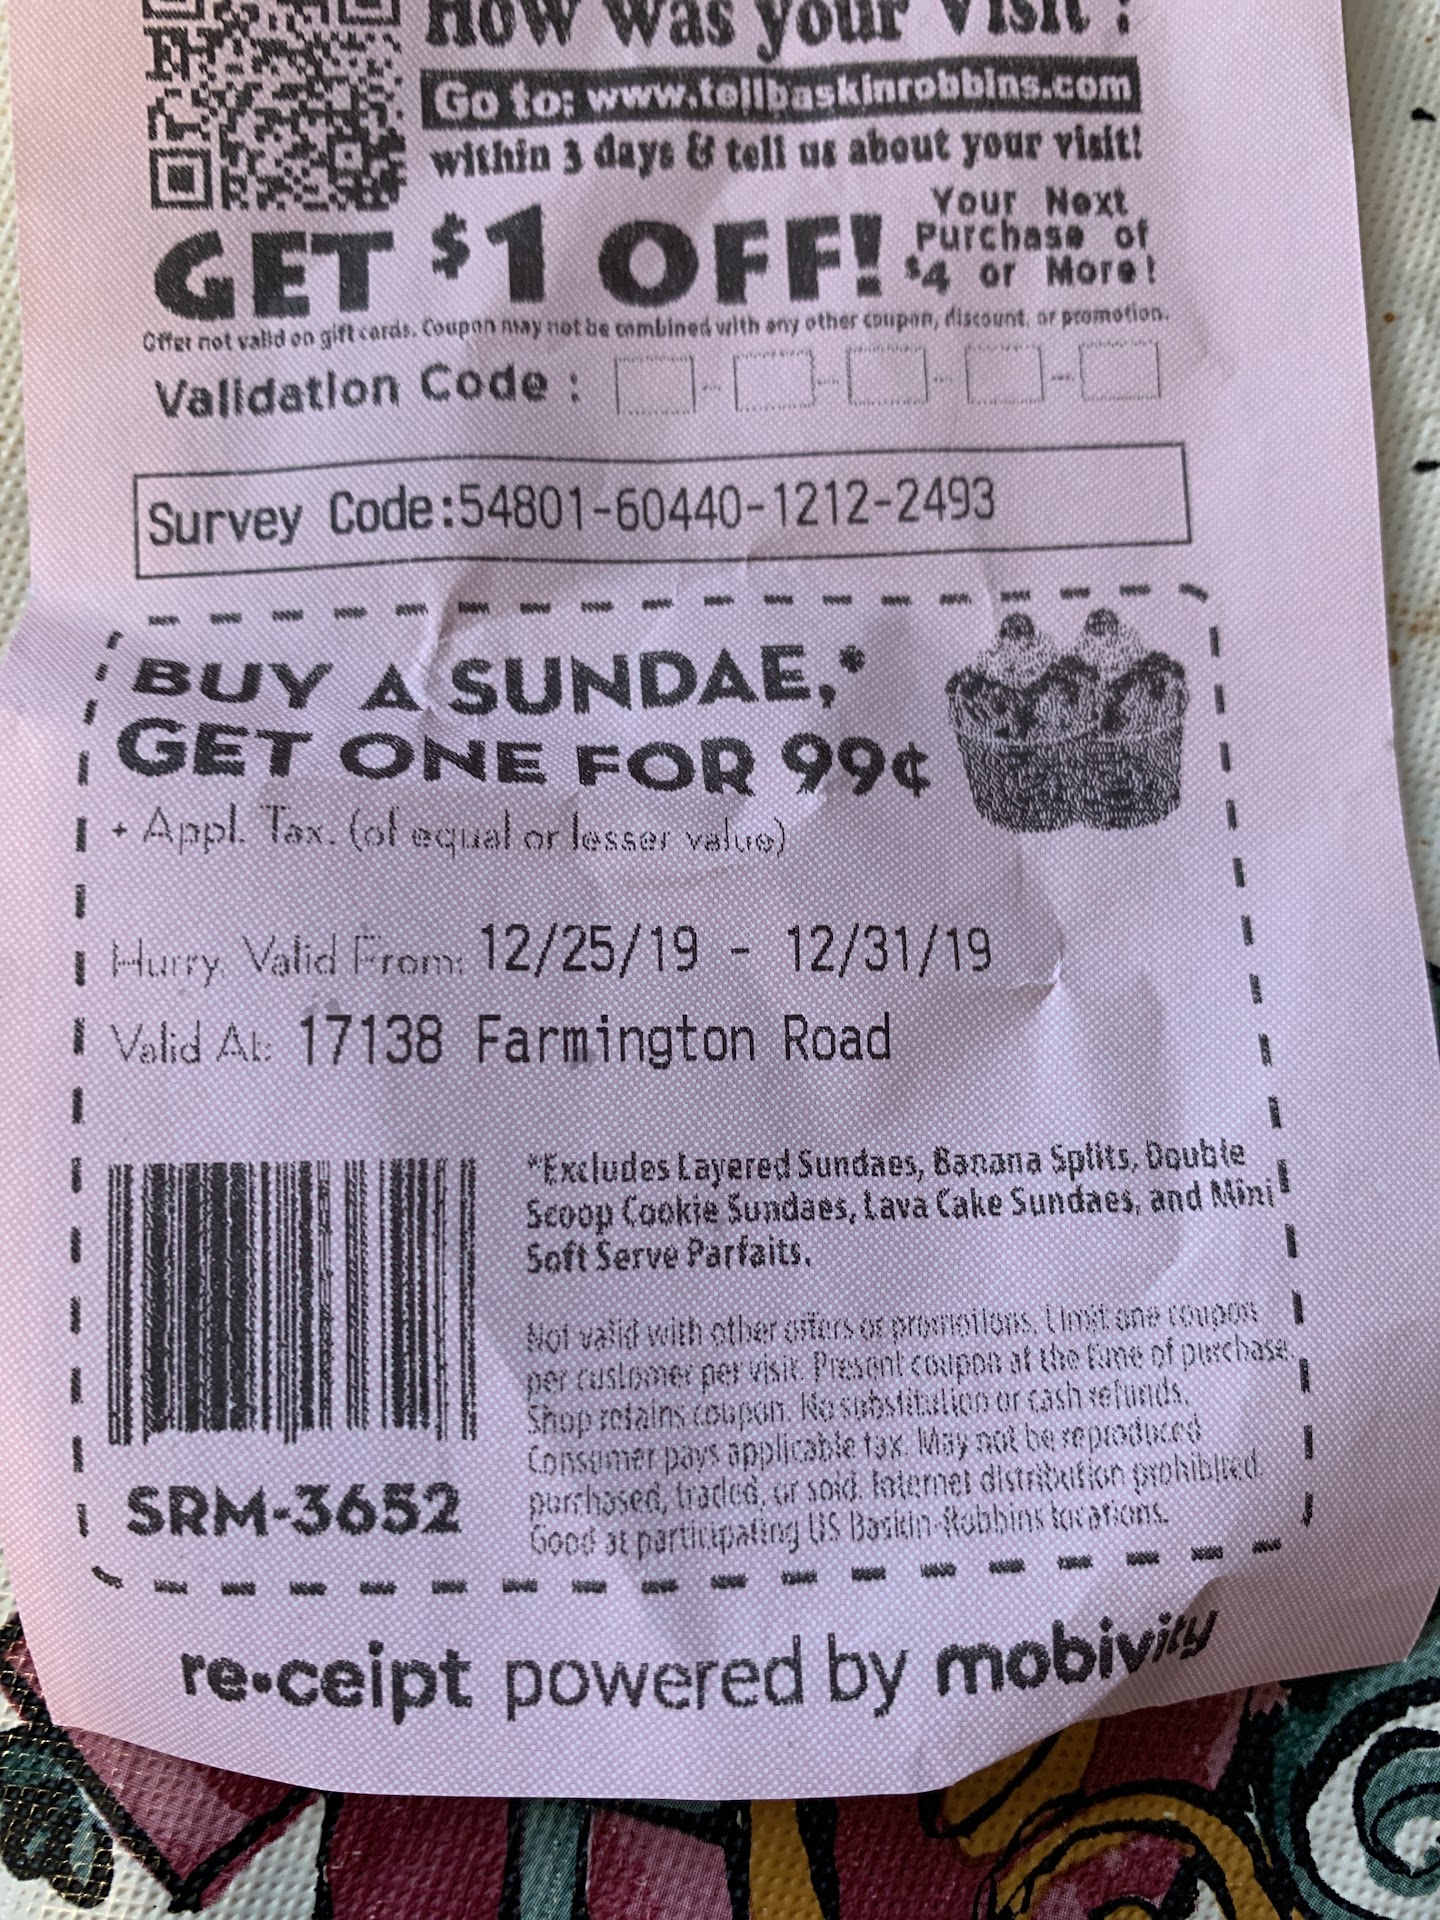 How was your visit?
Go to: www.tellbaskinrobbins.com
within 3 days & tell us about your visit!
GET $1 OFF! Your Next Purchase of $4 or More!
Offer not valid on gift cards. Coupon may not be combined with any other coupon, discount, or promotion.
Validation Code :
Survey Code:54801-60440-1212-2493
BUY A SUNDAE,*
GET ONE FOR 99¢
+ Appl. Tax. (of equal or lesser value)
Hurry, Valid From: 12/25/19 - 12/31/19
Valid At: 17138 Farmington Road
*Excludes Layered Sundaes, Banana Splits, Double
Scoop Cookie Sundaes, Lava Cake Sundaes, and Mini
Soft Serve Parfaits.
Not valid with other offers or promotions. Limit one coupon
per customer per visit. Present coupon at the time of purchase.
Shop retains coupon. No substitution or cash refunds.
Consumer pays applicable tax. May not be reproduced
purchased, traded, or sold. Internet distribution prohibited.
Good at participating US Baskin-Robbins locations.
SRM-3652
re•ceipt powered by mobivity